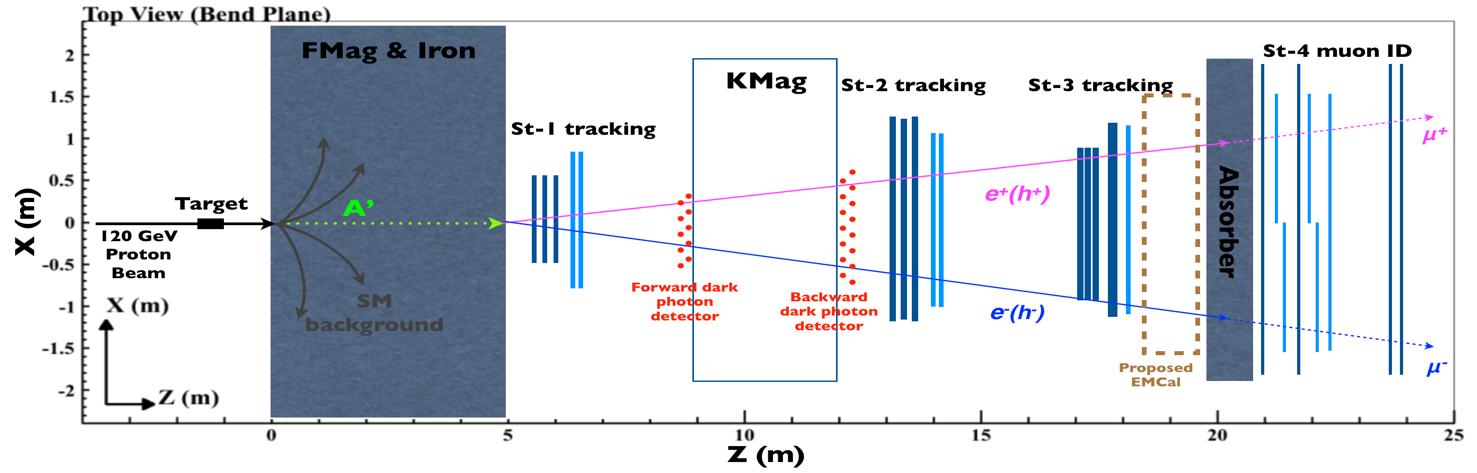 Top View (Bend Plane)
FMag & Iron
KMag
St-1 tracking
St-2 tracking
St-3 tracking
St-4 muon ID
Target
120 GeV
Proton
Beam
A’
SM
background
Forward dark
photon
detector
Backward
dark photon
detector
e+(h+)
e-(h-)
Proposed
EMCal
Absorber
μ+
μ-
X (m)
Z (m)
X (m)
2
1.5
1
0.5
0
-0.5
-1
-1.5
-2
0
5
10
15
20
25
Z (m)